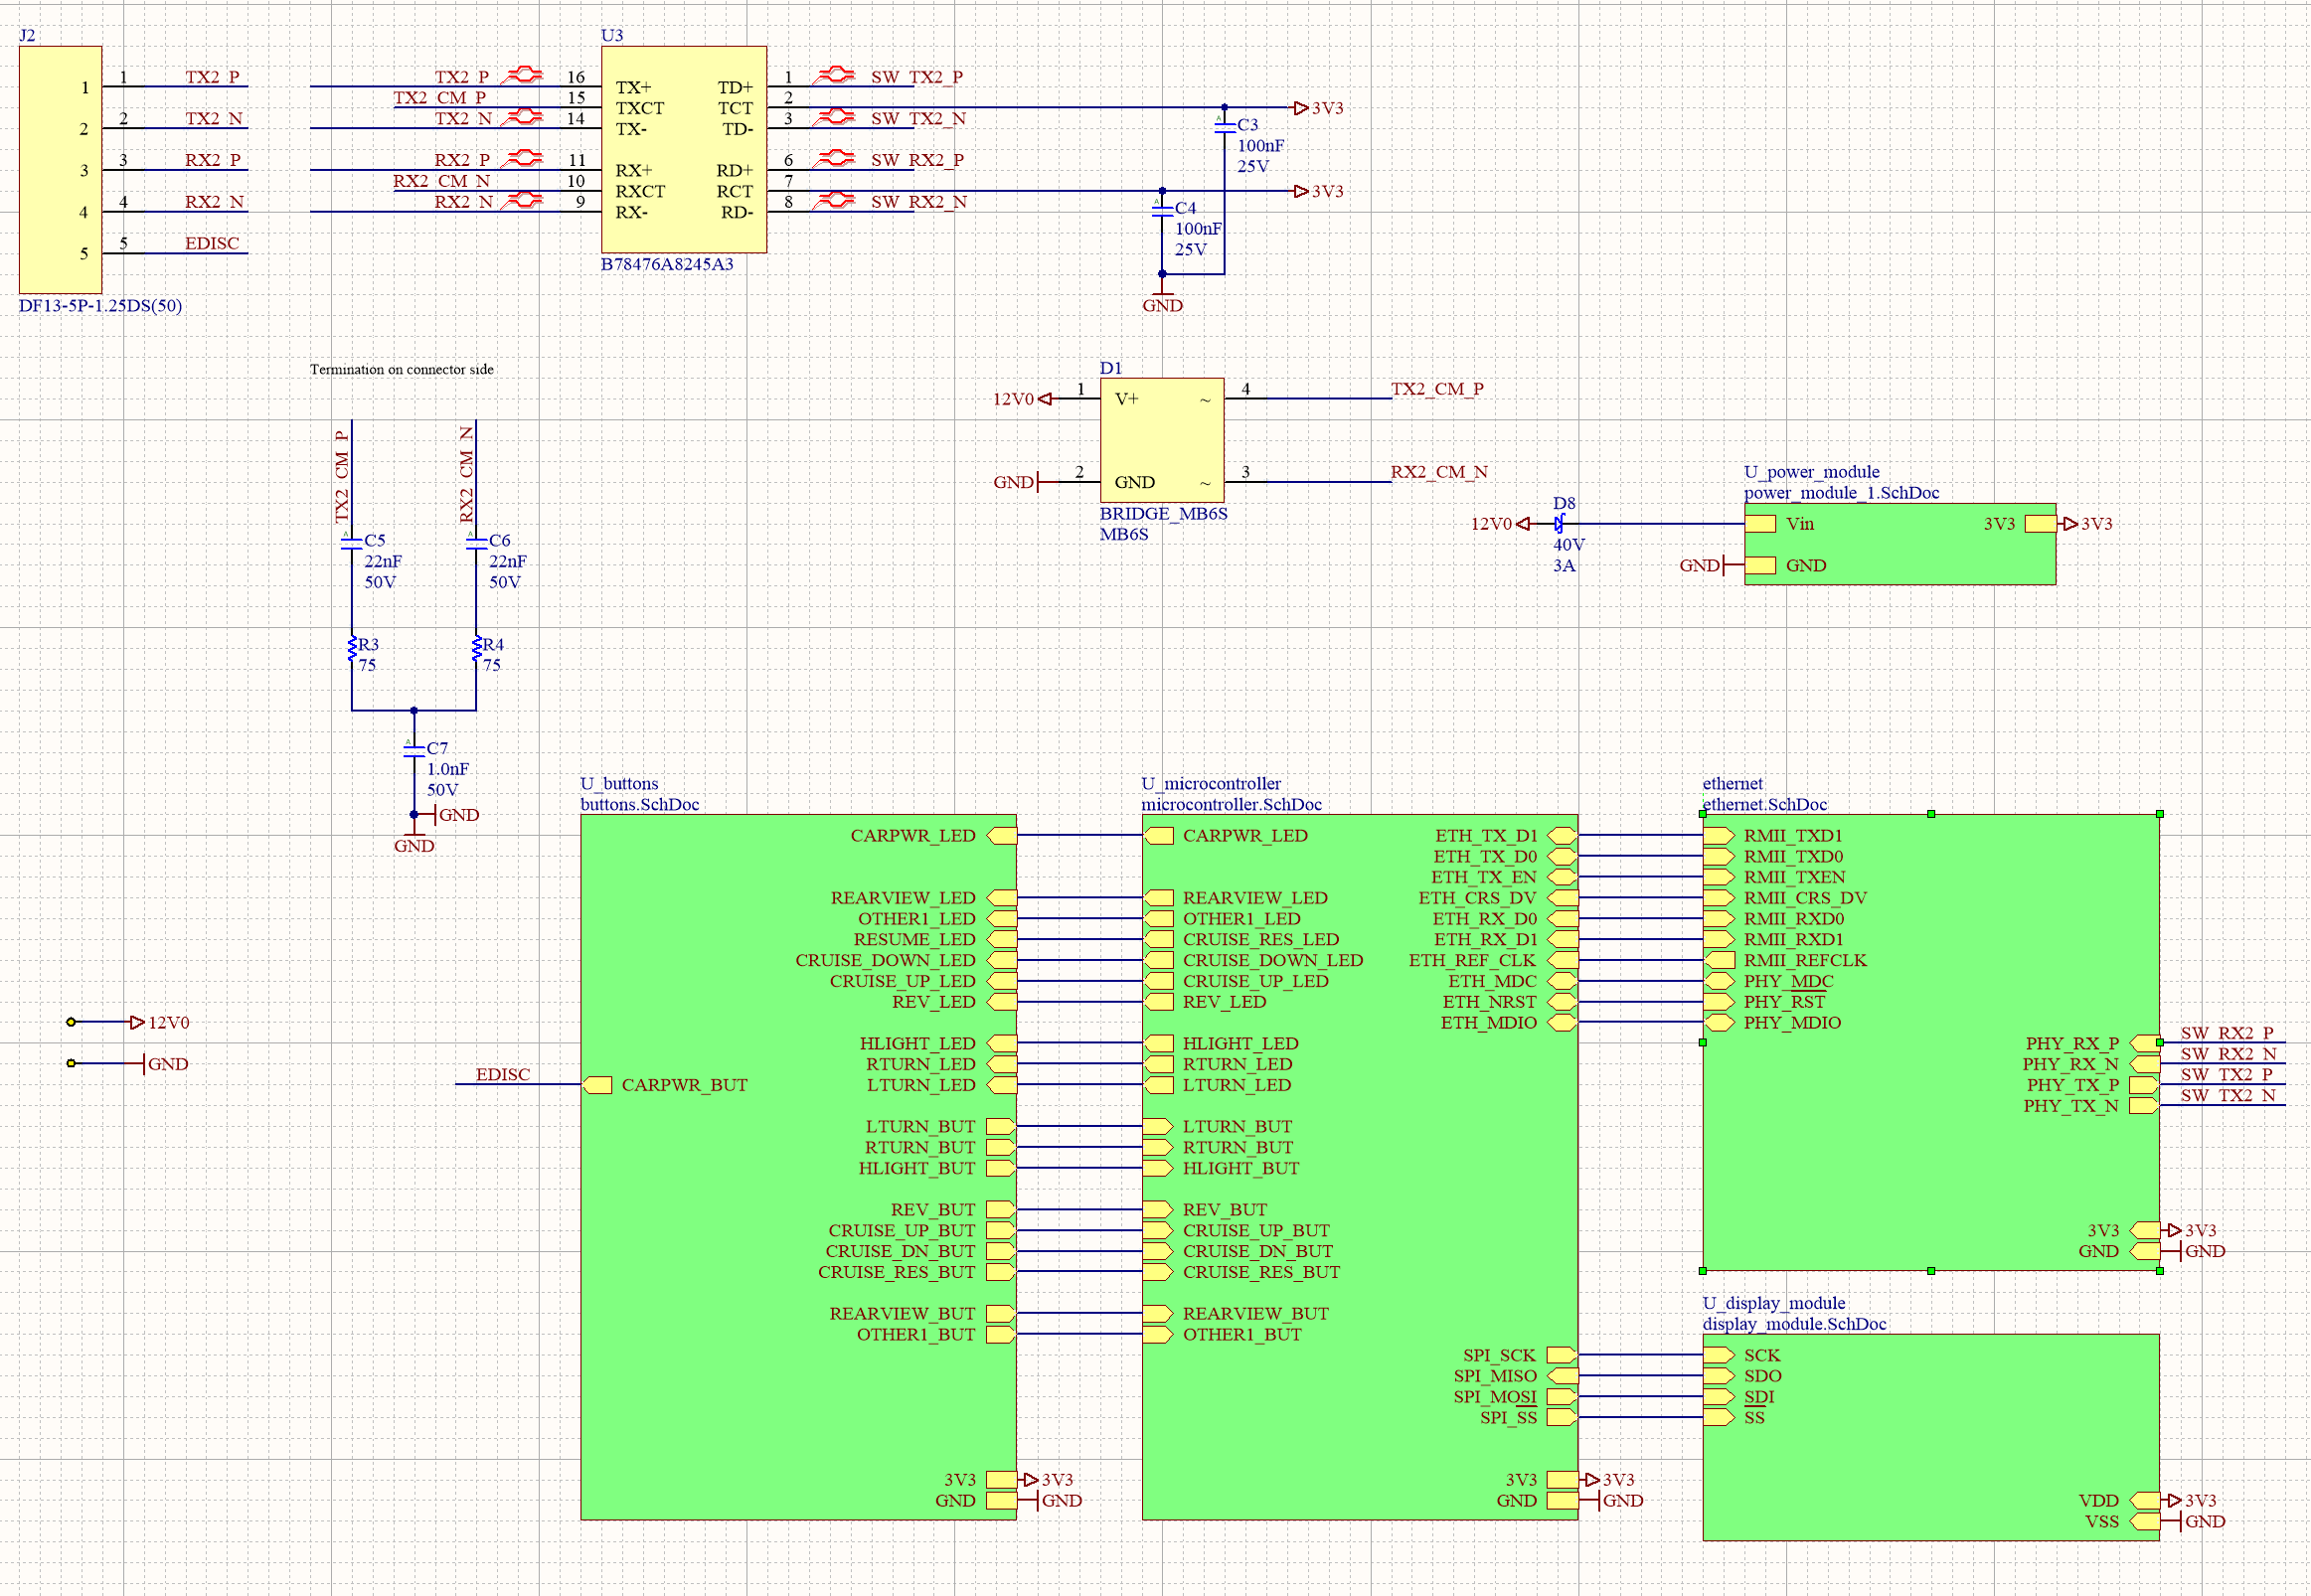 J2
1 1 TX2_P
2 2 TX2_N
3 3 RX2_P
4 4 RX2_N
5 5 EDISC
DF13-5P-1.25DS(50)
U3
TX2_P 16 TX+ TD+ 1 SW_TX2_P
TX2_CM_P 15 TXCT TCT 2 3V3
TX2_N 14 TX- TD- 3 SW_TX2_N
RX2_P 11 RX+ RD+ 6 SW_RX2_P
RX2_CM_N 10 RXCT RCT 7 3V3
RX2_N 9 RX- RD- 8 SW_RX2_N
B78476A8245A3
C3
100nF
25V
C4
100nF
25V
GND
Termination on connector side
TX2_CM_P
RX2_CM_N
C5
22nF
50V
C6
22nF
50V
R3
75
R4
75
C7
1.0nF
50V
GND
GND
D1
12V0 1 V+ ~ 4 TX2_CM_P
GND 2 GND ~ 3 RX2_CM_N
BRIDGE_MB6S
MB6S
D8
12V0
40V
3A
U_power_module
power_module_1.SchDoc
Vin 3V3 3V3
GND GND
12V0
GND
U_buttons
buttons.SchDoc
EDISC
CARPWR_BUT
CARPWR_LED
REARVIEW_LED
OTHER1_LED
RESUME_LED
CRUISE_DOWN_LED
CRUISE_UP_LED
REV_LED
HLIGHT_LED
RTURN_LED
LTURN_LED
LTURN_BUT
RTURN_BUT
HLIGHT_BUT
REV_BUT
CRUISE_UP_BUT
CRUISE_DN_BUT
CRUISE_RES_BUT
REARVIEW_BUT
OTHER1_BUT
3V3 3V3
GND GND
U_microcontroller
microcontroller.SchDoc
CARPWR_LED
REARVIEW_LED
OTHER1_LED
CRUISE_RES_LED
CRUISE_DOWN_LED
CRUISE_UP_LED
REV_LED
HLIGHT_LED
RTURN_LED
LTURN_LED
LTURN_BUT
RTURN_BUT
HLIGHT_BUT
REV_BUT
CRUISE_UP_BUT
CRUISE_DN_BUT
CRUISE_RES_BUT
REARVIEW_BUT
OTHER1_BUT
ETH_TX_D1
ETH_TX_D0
ETH_TX_EN
ETH_CRS_DV
ETH_RX_D0
ETH_RX_D1
ETH_REF_CLK
ETH_MDC
ETH_NRST
ETH_MDIO
SPI_SCK
SPI_MISO
SPI_MOSI
SPI_SS
3V3 3V3
GND GND
ethernet
ethernet.SchDoc
RMII_TXD1
RMII_TXD0
RMII_TXEN
RMII_CRS_DV
RMII_RXD0
RMII_RXD1
RMII_REFCLK
PHY_MDC
PHY_RST
PHY_MDIO
PHY_RX_P SW_RX2_P
PHY_RX_N SW_RX2_N
PHY_TX_P SW_TX2_P
PHY_TX_N SW_TX2_N
3V3 3V3
GND GND
U_display_module
display_module.SchDoc
SCK
SDO
SDI
SS
VDD 3V3
VSS GND